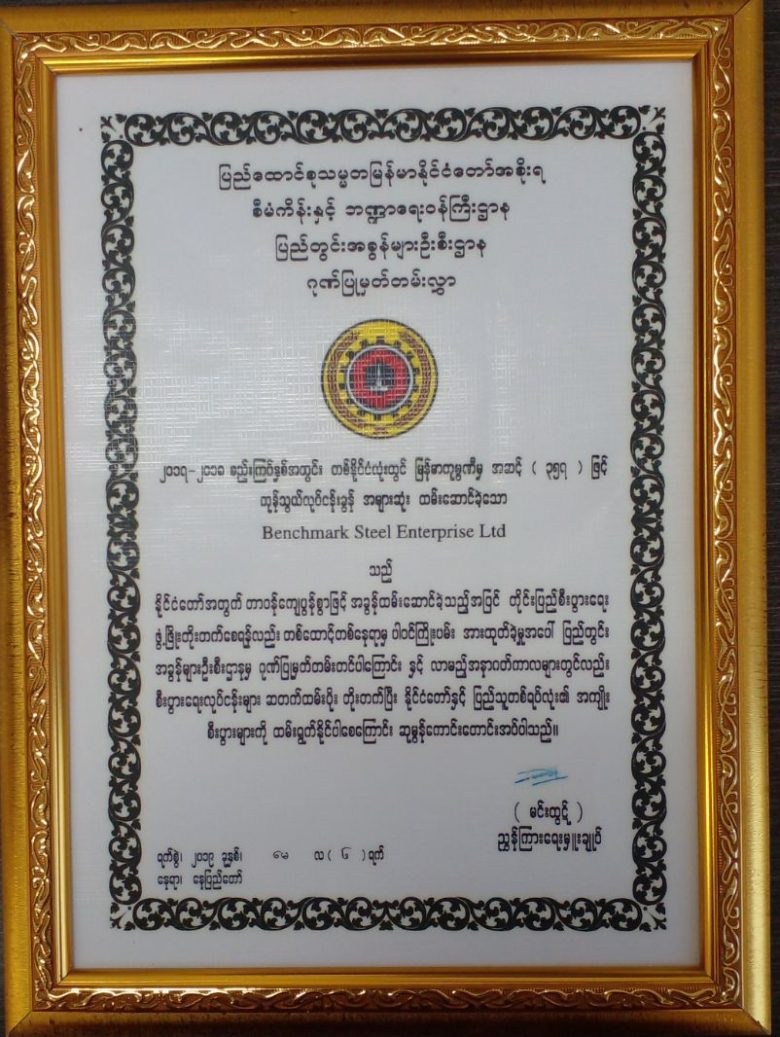 ပြည်ထောင်စုသမ္မတမြန်မာနိုင်ငံတော်အစိုးရ
စီမံကိန်းနှင့် ဘဏ္ဍာရေးဝန်ကြီးဌာန
ပြည်တွင်းအခွန်များဦးစီးဌာန
ဂုဏ်ပြုမှတ်တမ်းလွှာ
၂၀၁၇-၂၀၁၈ စည်းကြပ်နှစ်အတွင်း တစ်နိုင်ငံလုံးတွင် မြန်မာကုမ္ပဏီမှ အဆင့် ( ၃၅၇ ) ဖြင့်
ကုန်သွယ်လုပ်ငန်းခွန် အများဆုံး ထမ်းဆောင်ခဲ့သော
Benchmark Steel Enterprise Ltd
သည်
နိုင်ငံတော်အတွက် တာဝန်ကျေပွန်စွာဖြင့် အခွန်ထမ်းဆောင်ခဲ့သည့်အပြင် တိုင်းပြည်စီးပွားရေး
ဖွံ့ဖြိုးတိုးတက်စေရန်လည်း တစ်ထောင့်တစ်နေရာမှ ပါဝင်ကြိုးပမ်း အားထုတ်ခဲ့မှုအပေါ် ပြည်တွင်း
အခွန်များဦးစီးဌာနမှ ဂုဏ်ပြုမှတ်တမ်းတင်ပါကြောင်း နှင့် လာမည့်အနာဂတ်ကာလများတွင်လည်း
စီးပွားရေးလုပ်ငန်းများ ဆတက်ထမ်းပိုး တိုးတက်ပြီး နိုင်ငံတော်နှင့် ပြည်သူတစ်ရပ်လုံး၏ အကျိုး
စီးပွားများကို ထမ်းရွက်နိုင်ပါစေကြောင်း ဆုမွန်ကောင်းတောင်းအပ်ပါသည်။
( မင်းထွဋ် )
ညွှန်ကြားရေးမှူးချုပ်
ရက်စွဲ၊ ၂၀၁၉ ခုနှစ်၊ မေ လ ( ၆ ) ရက်
နေရာ၊ နေပြည်တော်